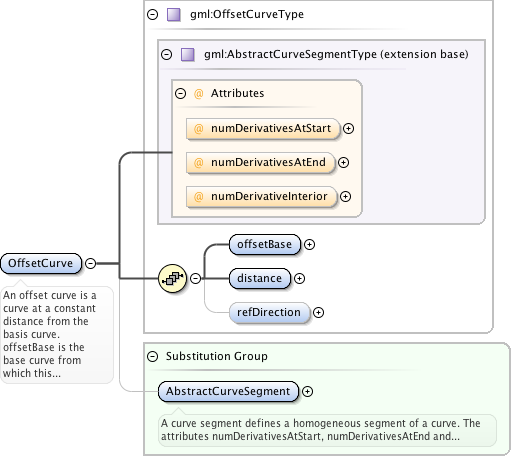 gml:OffsetCurveType
gml:AbstractCurveSegmentType (extension base)
@ Attributes
@ numDerivativesAtStart
@ numDerivativesAtEnd
@ numDerivativeInterior
OffsetCurve
An offset curve is a
curve at a constant
distance from the
basis curve.
offsetBase is the
base curve from
which this...
offsetBase
distance
refDirection
Substitution Group
AbstractCurveSegment
A curve segment defines a homogeneous segment of a curve. The
attributes numDerivativesAtStart, numDerivativesAtEnd and...